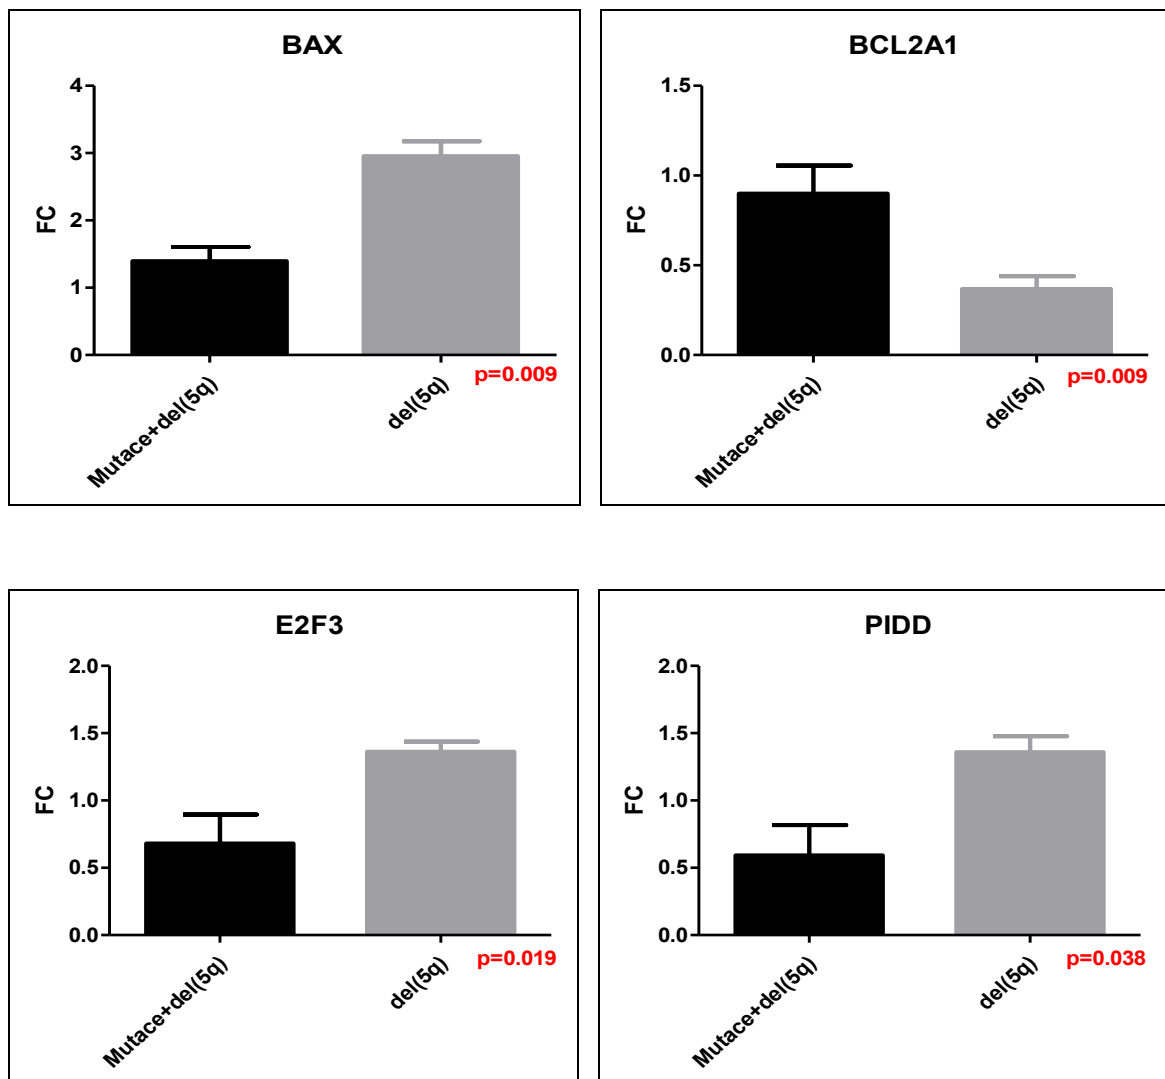 BAX
4
3
2
1
0
FC
Mutace+del(5q)
del(5q)
p=0.009
BCL2A1
1.5
1.0
0.5
0.0
FC
Mutace+del(5q)
del(5q)
p=0.009
E2F3
2.0
1.5
1.0
0.5
0.0
FC
Mutace+del(5q)
del(5q)
p=0.019
PIDD
2.0
1.5
1.0
0.5
0.0
FC
Mutace+del(5q)
del(5q)
p=0.038